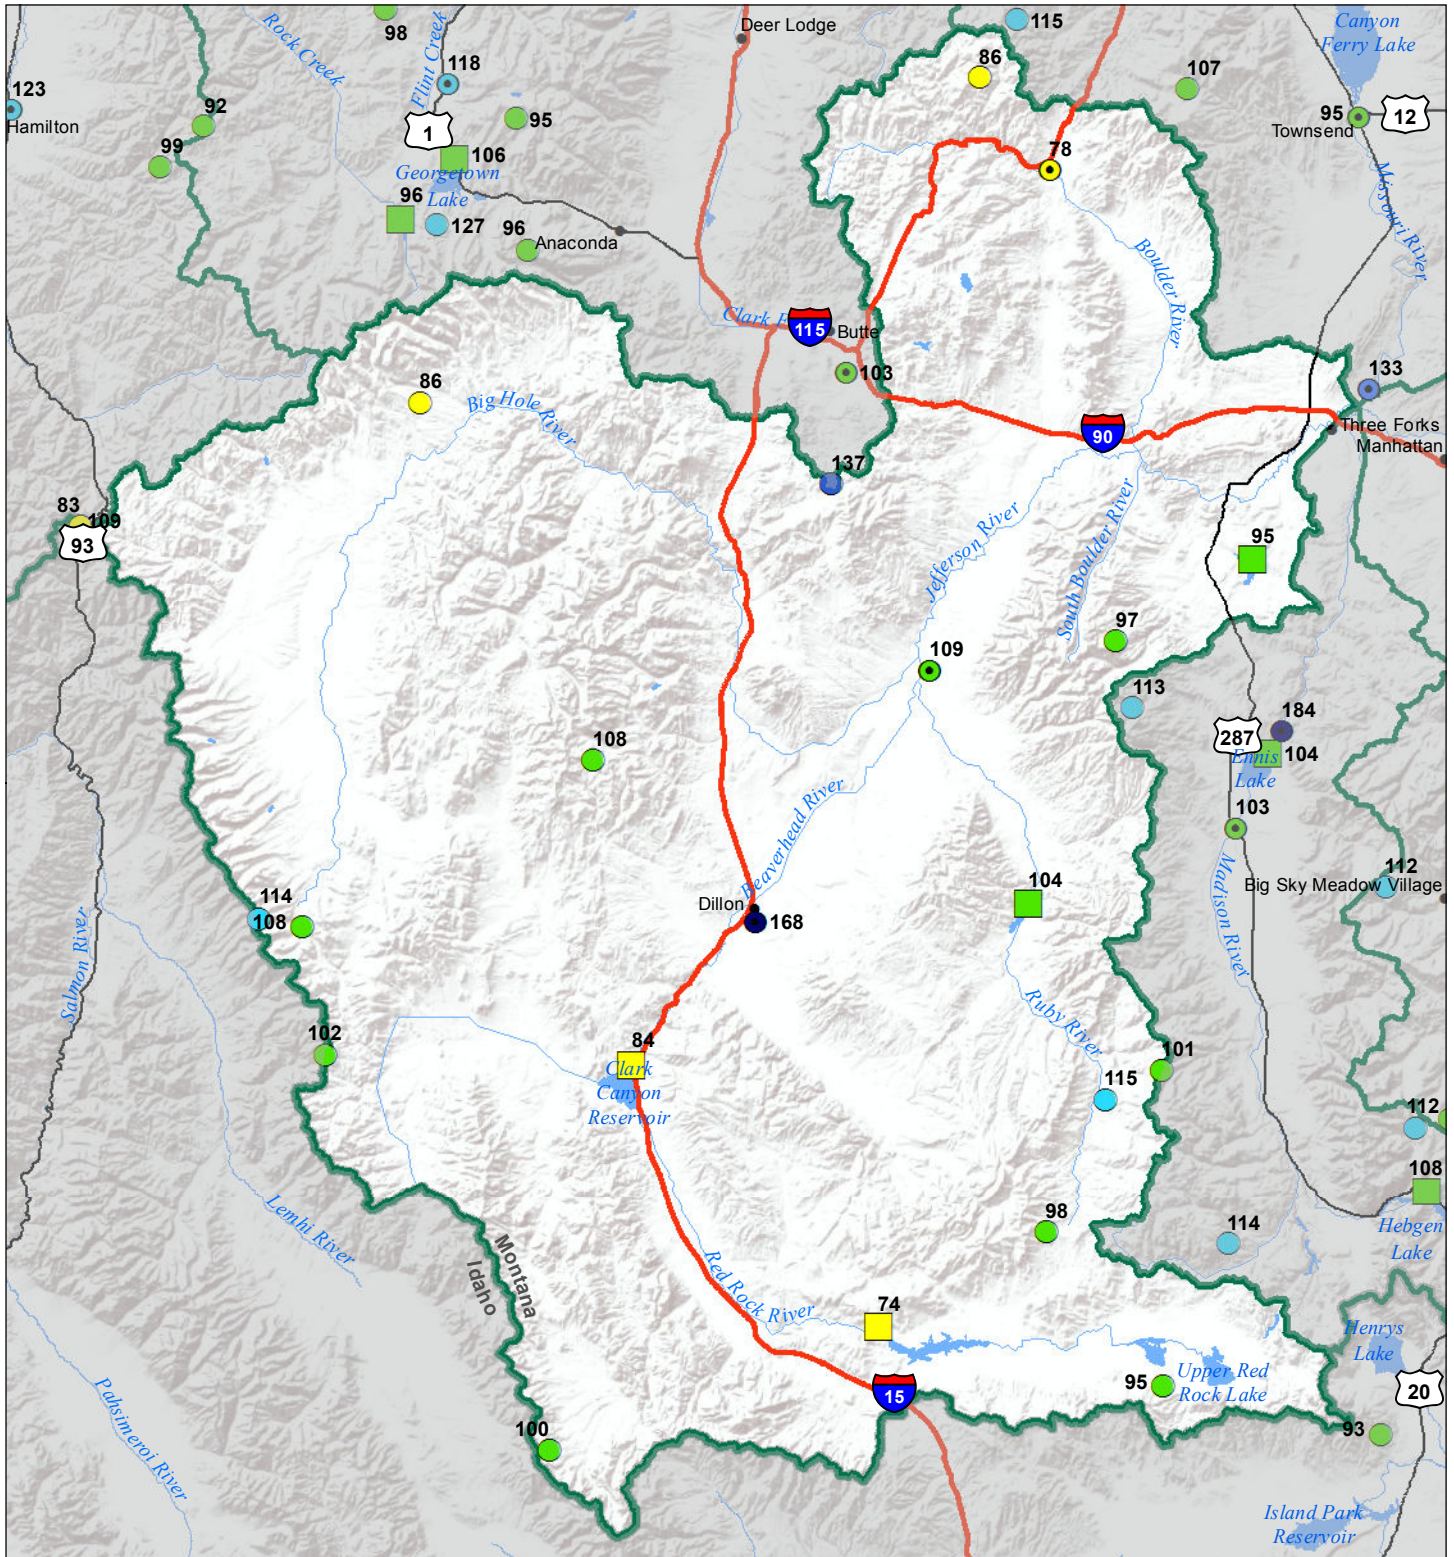 98
Rock Creek
Flint Creek
Deer Lodge
115
Canyon
Ferry Lake
118
86
107
123
Hamilton
92
95
1
95
12
Townsend
99
106
Georgetown
Lake
78
96
127
96
Anaconda
Missouri River
Boulder River
Clark F
115
Butte
103
133
86
Big Hole River
90
Three Forks
Manhattan
137
83
109
93
Jefferson River
South Boulder River
95
97
109
113
184
287
104
Ennis
Lake
108
103
Beaverhead River
Madison River
112
Big Sky Meadow Village
104
Dillon
168
114
108
Salmon River
Ruby River
102
84
Clark
Canyon
Reservoir
101
115
112
108
Hebgen
Lake
98
114
Lemhi River
Montana
Idaho
Red Rock River
74
Henrys
Lake
Upper Red
Rock Lake
95
15
20
Pahsimeroi River
100
93
Island Park
Reservoir